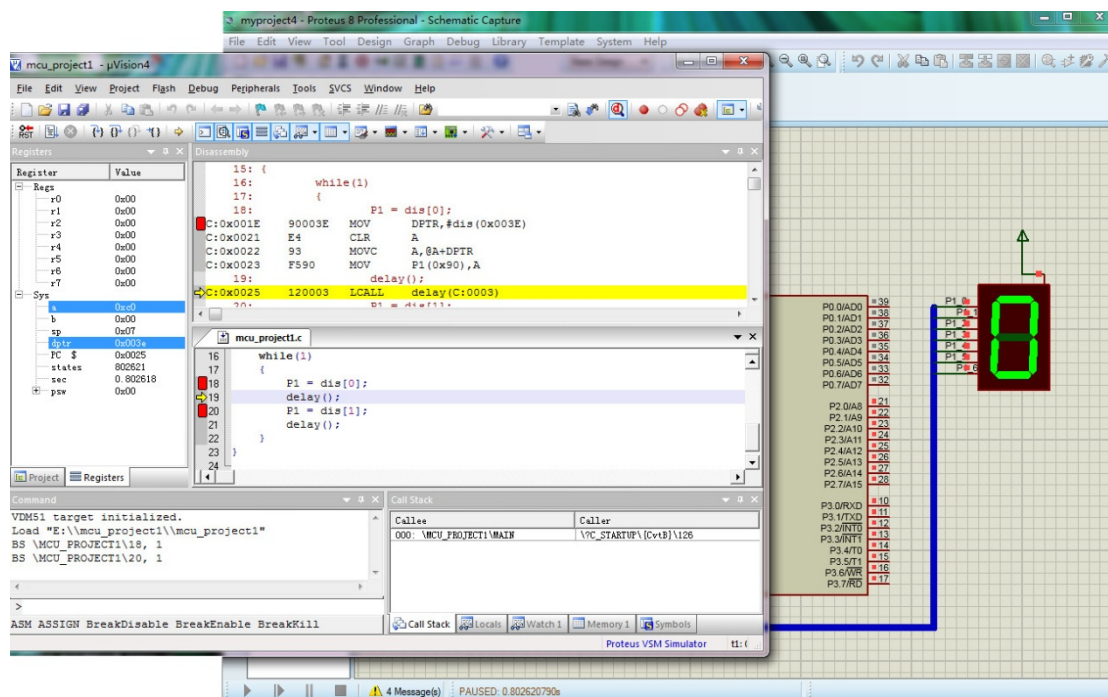 myproject4 - Proteus 8 Professional - Schematic Capture
File Edit View Tool Design Graph Debug Library Template System Help
mcu_project1 - µVision4
File Edit View Project Flash Debug Peripherals Tools SVCS Window Help
RST
Registers
Register Value
Regs
r0 0x00
r1 0x00
r2 0x00
r3 0x00
r4 0x00
r5 0x00
r6 0x00
r7 0x00
Sys
a 0xc0
b 0x00
sp 0x07
dptr 0x003e
PC $ 0x0025
states 802621
sec 0.802618
psw 0x00
Project Registers
Disassembly
15: {
16: while(1)
17: {
18: P1 = dis[0];
C:0x001E 90003E MOV DPTR,#dis(0x003E)
C:0x0021 E4 CLR A
C:0x0022 93 MOVC A,@A+DPTR
C:0x0023 F590 MOV P1(0x90),A
19: delay();
C:0x0025 120003 LCALL delay(C:0003)
20: P1 = dis[1];
mcu_project1.c
16 while(1)
17 {
18 P1 = dis[0];
19 delay();
20 P1 = dis[1];
21 delay();
22 }
23 }
24
Command
VDM51 target initialized.
Load "E:\\mcu_project1\\mcu_project1"
BS \MCU_PROJECT1\18, 1
BS \MCU_PROJECT1\20, 1
>
ASM ASSIGN BreakDisable BreakEnable BreakKill
Call Stack
Callee Caller
000: \MCU_PROJECT1\MAIN \?C_STARTUP\{CvtB}\126
Call Stack Locals Watch 1 Memory 1 Symbols
Proteus VSM Simulator t1: (
P0.0/AD0 39
P0.1/AD1 38
P0.2/AD2 37
P0.3/AD3 36
P0.4/AD4 35
P0.5/AD5 34
P0.6/AD6 33
P0.7/AD7 32
P2.0/A8 21
P2.1/A9 22
P2.2/A10 23
P2.3/A11 24
P2.4/A12 25
P2.5/A13 26
P2.6/A14 27
P2.7/A15 28
P3.0/RXD 10
P3.1/TXD 11
P3.2/INT0 12
P3.3/INT1 13
P3.4/T0 14
P3.5/T1 15
P3.6/WR 16
P3.7/RD 17
0
4 Message(s) PAUSED: 0.802620790s